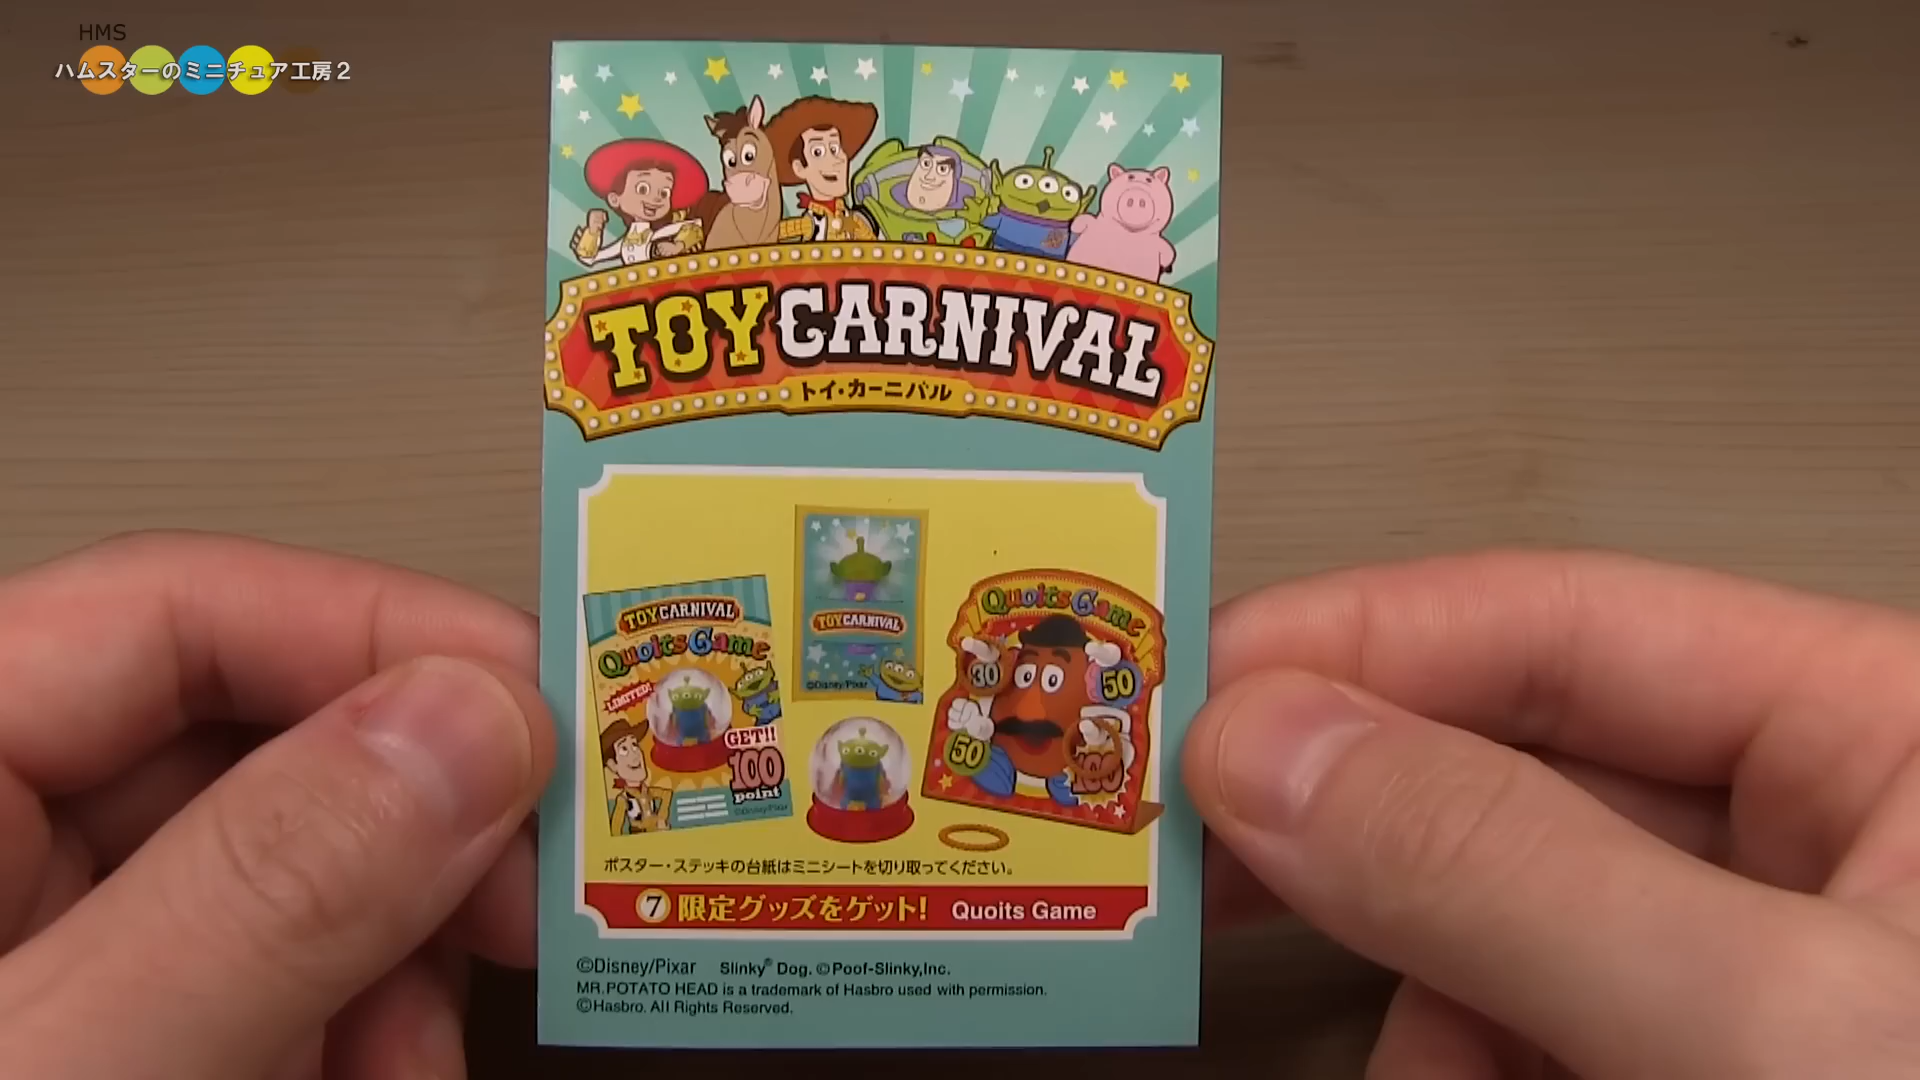 HMS
ハムスターのミニチュア工房2
TOY CARNIVAL
トイ・カーニバル
TOY CARNIVAL
Quoits Game
LIMITED!
GET!!
100
point
©Disney/Pixar
TOY CARNIVAL
©Disney/Pixar
Quoits Game
30
50
50
100
ポスター・ステッキの台紙はミニシートを切り取ってください。
7 限定グッズをゲット! Quoits Game
©Disney/Pixar Slinky® Dog. ©Poof-Slinky,Inc.
MR.POTATO HEAD is a trademark of Hasbro used with permission.
©Hasbro. All Rights Reserved.